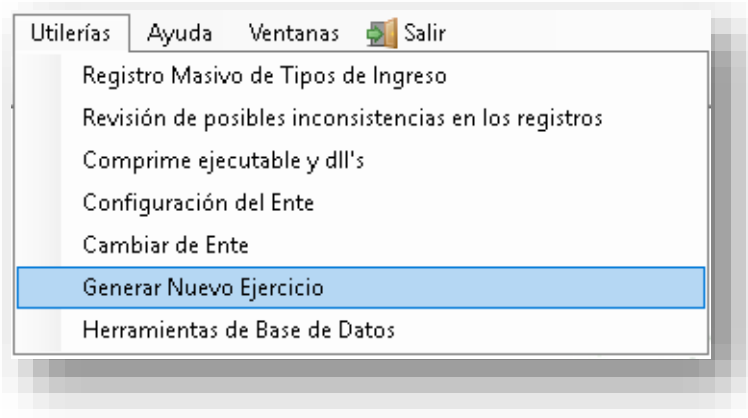 Utilerías Ayuda Ventanas Salir
Registro Masivo de Tipos de Ingreso
Revisión de posibles inconsistencias en los registros
Comprime ejecutable y dll's
Configuración del Ente
Cambiar de Ente
Generar Nuevo Ejercicio
Herramientas de Base de Datos